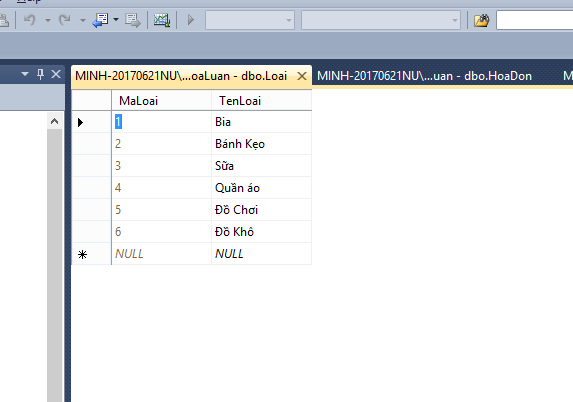 MINH-20170621NU\...oaLuan - dbo.Loai
MINH-20170621NU\...uan - dbo.HoaDon
M
MaLoai TenLoai
1 Bia
2 Bánh Kẹo
3 Sữa
4 Quần áo
5 Đồ Chơi
6 Đồ Khô
NULL NULL